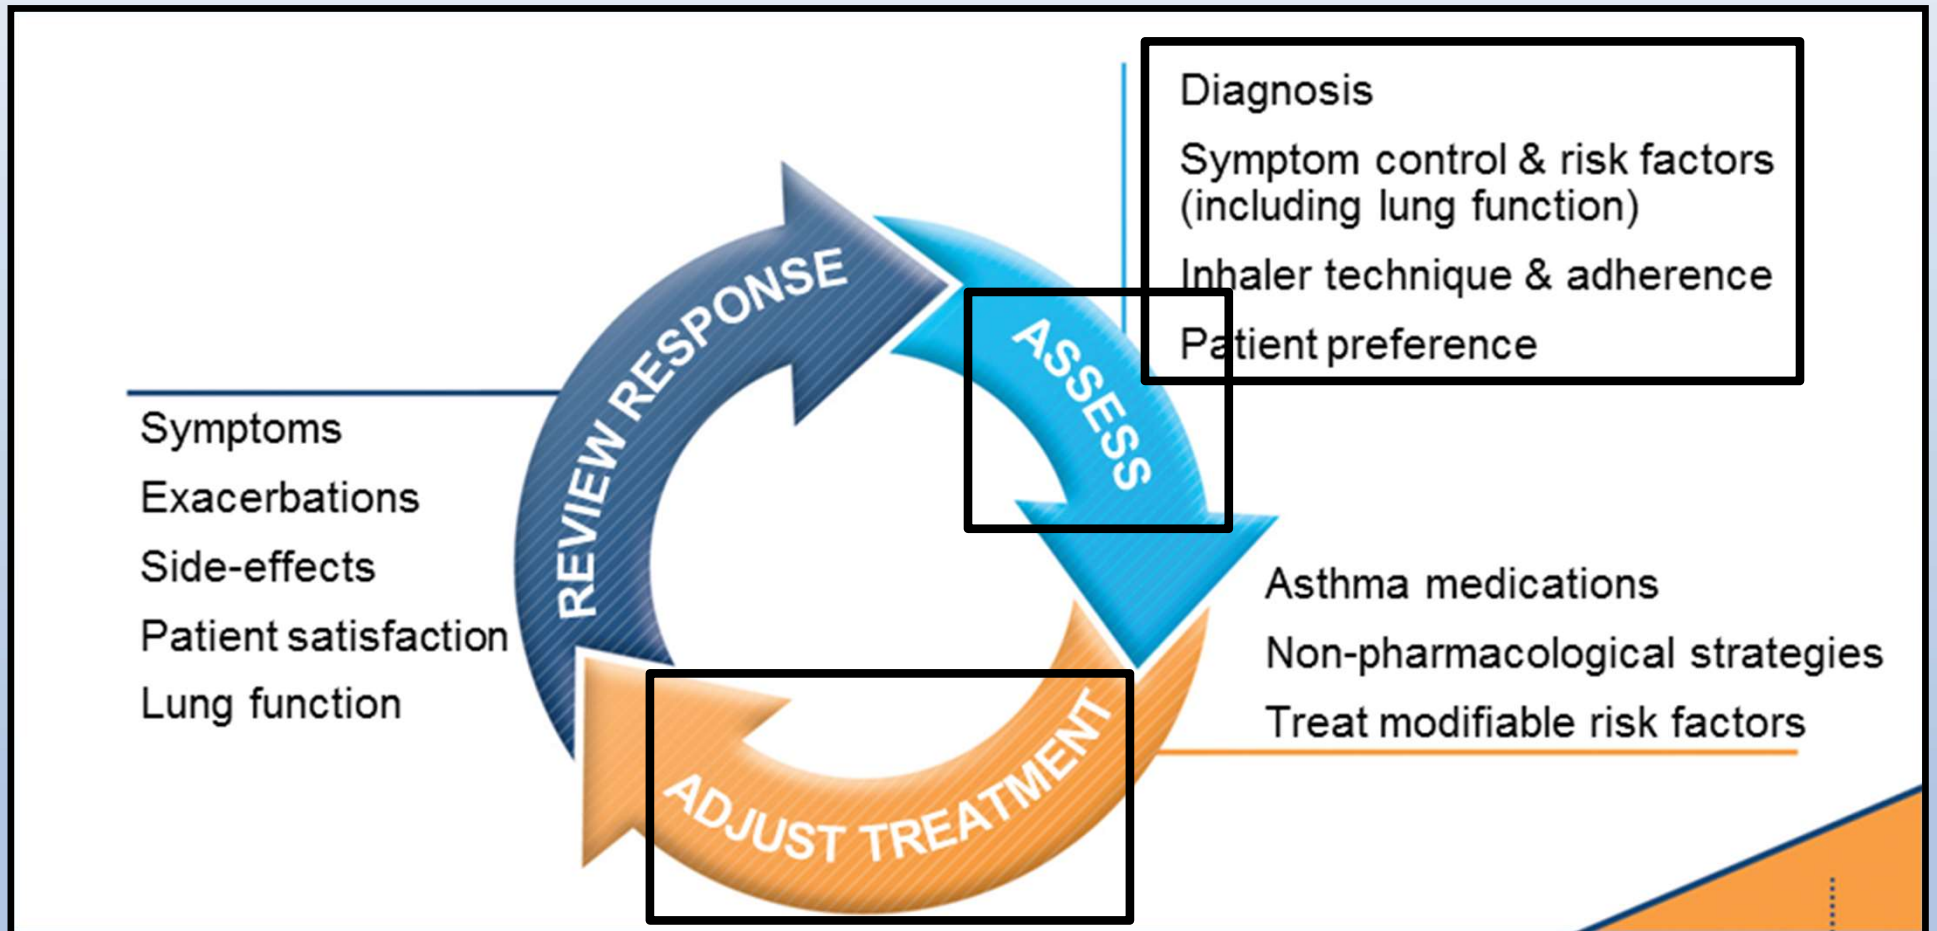 Diagnosis
Symptom control & risk factors
(including lung function)
Inhaler technique & adherence
Patient preference
REVIEW RESPONSE
ASSESS
Symptoms
Exacerbations
Side-effects
Patient satisfaction
Lung function
Asthma medications
Non-pharmacological strategies
Treat modifiable risk factors
ADJUST TREATMENT